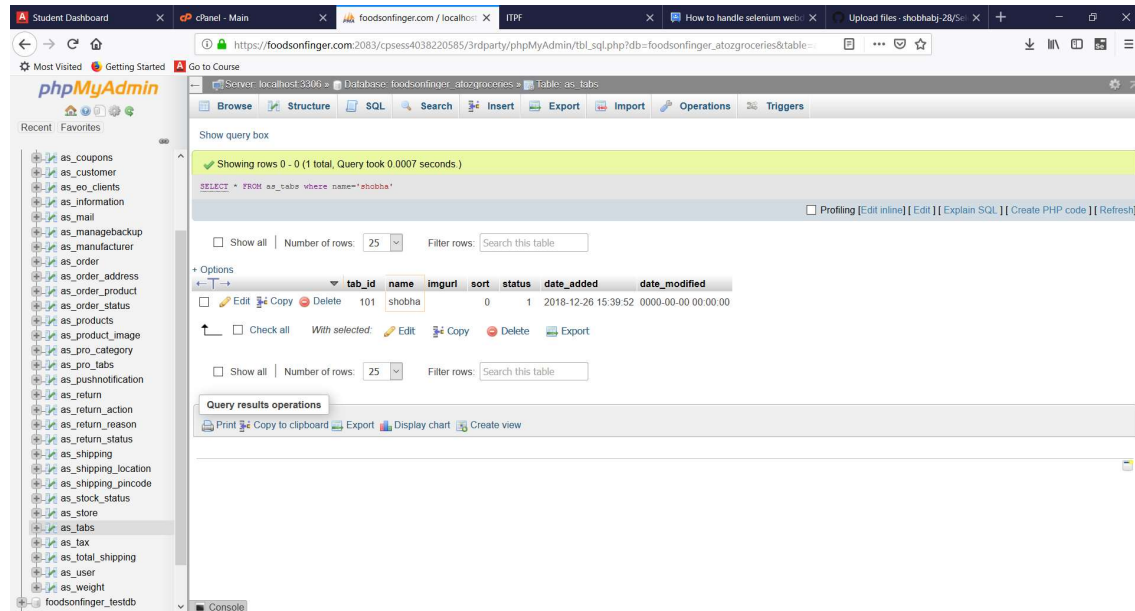 Student Dashboard
cPanel - Main
foodsonfinger.com / localhos
ITPF
How to handle selenium webd
Upload files · shobhabj-28/Sel
https://foodsonfinger.com:2083/cpsess4038220585/3rdparty/phpMyAdmin/tbl_sql.php?db=foodsonfinger_atozgroceries&table=
Most Visited Getting Started Go to Course
phpMyAdmin
Recent Favorites
as_coupons
as_customer
as_eo_clients
as_information
as_mail
as_managebackup
as_manufacturer
as_order
as_order_address
as_order_product
as_order_status
as_products
as_product_image
as_pro_category
as_pro_tabs
as_pushnotification
as_return
as_return_action
as_return_reason
as_return_status
as_shipping
as_shipping_location
as_shipping_pincode
as_stock_status
as_store
as_tabs
as_tax
as_total_shipping
as_user
as_weight
foodsonfinger_testdb
Server: localhost:3306 » Database: foodsonfinger_atozgroceries » Table: as_tabs
Browse Structure SQL Search Insert Export Import Operations Triggers
Show query box
Showing rows 0 - 0 (1 total, Query took 0.0007 seconds.)
SELECT * FROM as_tabs where name='shobha'
Profiling [Edit inline] [ Edit ] [ Explain SQL ] [ Create PHP code ] [ Refresh]
Show all | Number of rows: 25 Filter rows: Search this table
+ Options
←T→ tab_id name imgurl sort status date_added date_modified
Edit Copy Delete 101 shobha 0 1 2018-12-26 15:39:52 0000-00-00 00:00:00
Check all With selected: Edit Copy Delete Export
Show all | Number of rows: 25 Filter rows: Search this table
Query results operations
Print Copy to clipboard Export Display chart Create view
Console